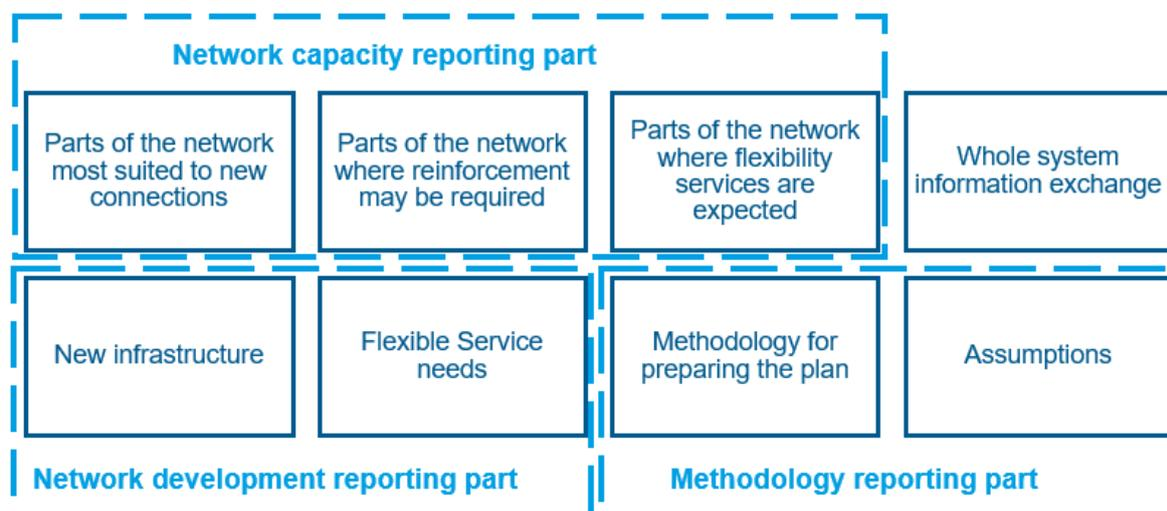 Network capacity reporting part
Parts of the network
most suited to new
connections
Parts of the network
where reinforcement
may be required
Parts of the network
where flexibility
services are
expected
Whole system
information exchange
New infrastructure
Flexible Service
needs
Methodology for
preparing the plan
Assumptions
Network development reporting part
Methodology reporting part